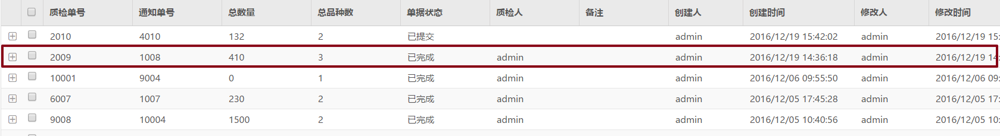 质检单号 通知单号 总数量 总品种数 单据状态 质检人 备注 创建人 创建时间 修改人 修改时间
2010 4010 132 2 已提交 admin 2016/12/19 15:42:02 admin 2016/12/19 15:
2009 1008 410 3 已完成 admin admin 2016/12/19 14:36:18 admin 2016/12/19 14:
10001 9004 0 1 已完成 admin admin 2016/12/06 09:55:50 admin 2016/12/06 09:
6007 1007 230 2 已完成 admin admin 2016/12/05 17:45:28 admin 2016/12/05 17:
9008 10004 1500 2 已完成 admin admin 2016/12/05 10:40:56 admin 2016/12/05 10: